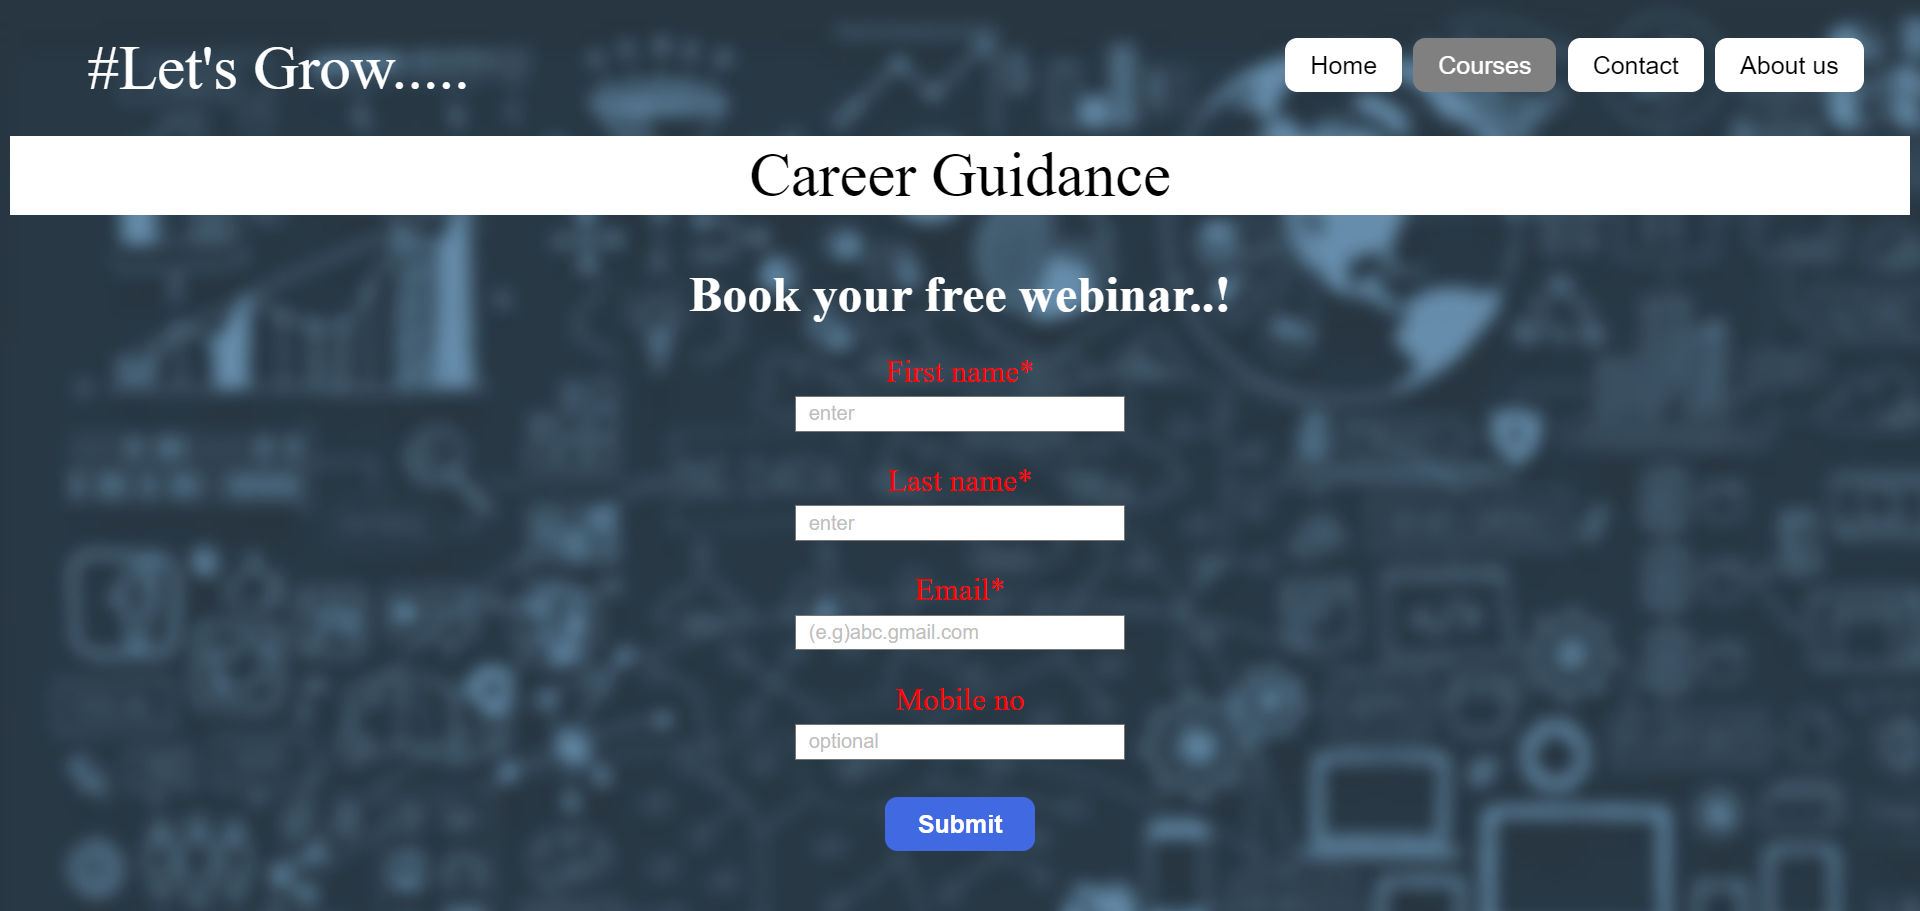 #Let's Grow.....
Home Courses Contact About us
Career Guidance
Book your free webinar..!
First name*
enter
Last name*
enter
Email*
(e.g)abc.gmail.com
Mobile no
optional
Submit